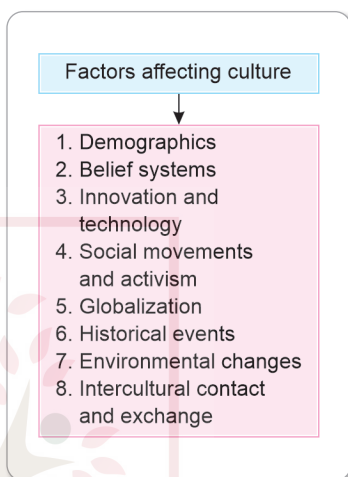 Factors affecting culture
1. Demographics
2. Belief systems
3. Innovation and
technology
4. Social movements
and activism
5. Globalization
6. Historical events
7. Environmental changes
8. Intercultural contact
and exchange